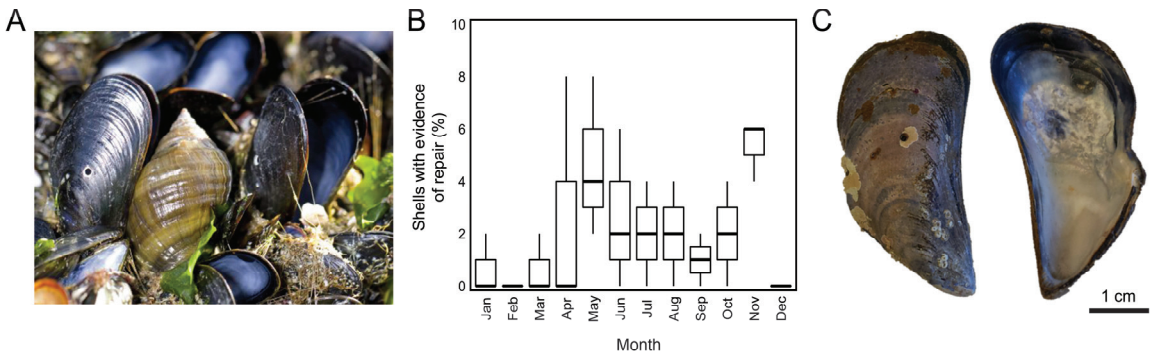 A
B
C
10
8
6
4
2
0
Shells with evidence
of repair (%)
Jan
Feb
Mar
Apr
May
Jun
Jul
Aug
Sep
Oct
Nov
Dec
Month
1 cm